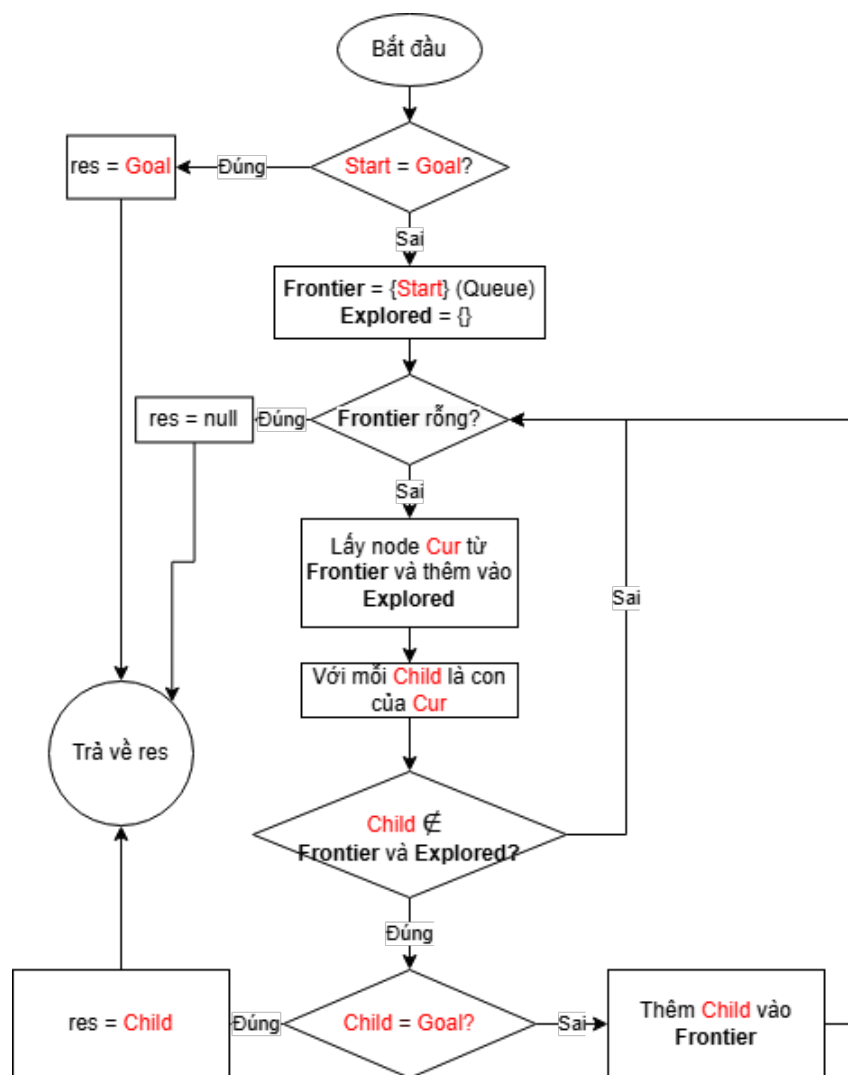 Bắt đầu
res = Goal
Đúng
Start = Goal?
Sai
Frontier = {Start} (Queue)
Explored = {}
res = null
Đúng
Frontier rỗng?
Sai
Lấy node Cur từ
Frontier và thêm vào
Explored
Sai
Với mỗi Child là con
của Cur
Trả về res
Child ∉
Frontier và Explored?
Đúng
res = Child
Đúng
Child = Goal?
Sai
Thêm Child vào
Frontier